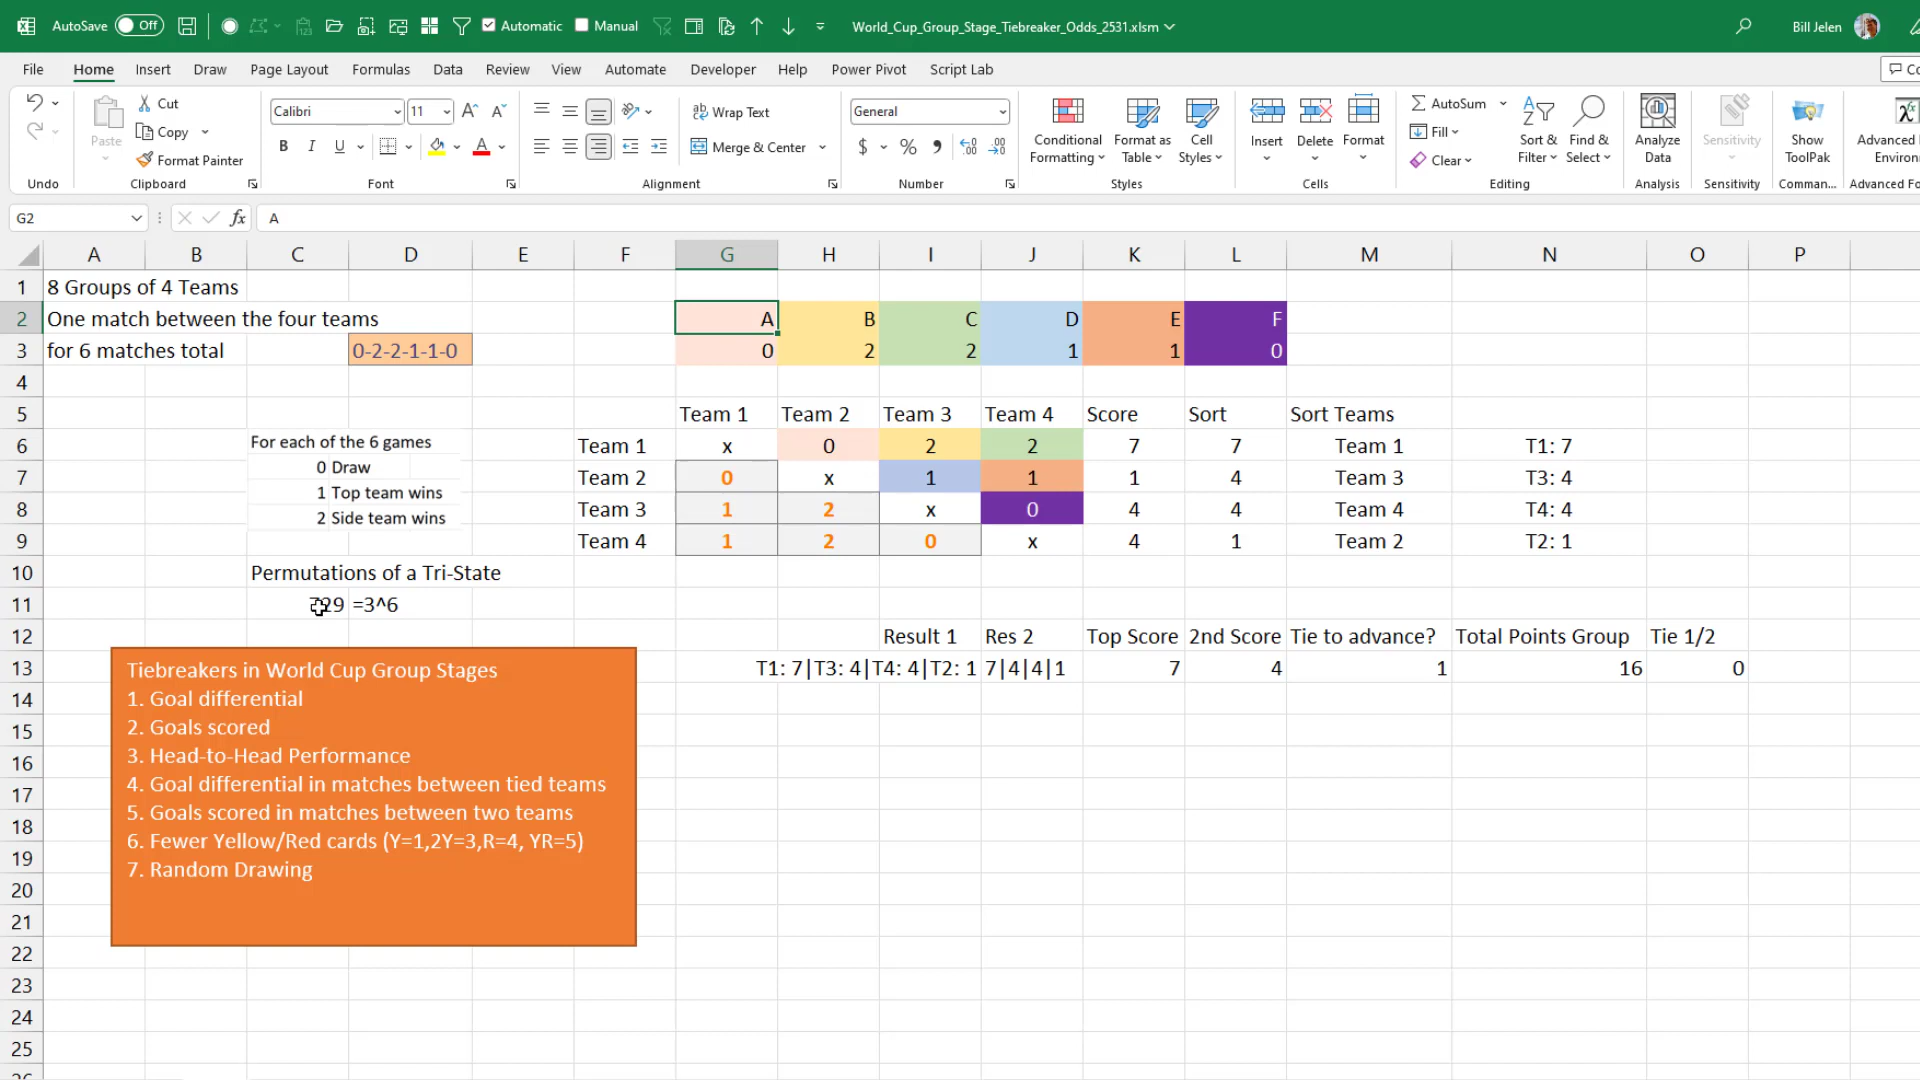 AutoSave Off Automatic Manual World_Cup_Group_Stage_Tiebreaker_Odds_2531.xlsm Bill Jelen
File Home Insert Draw Page Layout Formulas Data Review View Automate Developer Help Power Pivot Script Lab
Paste
Cut
Copy
Format Painter
Calibri 11
B I U
Wrap Text
Merge & Center
General
$ %
Conditional Formatting
Format as Table
Cell Styles
Insert
Delete
Format
AutoSum
Fill
Clear
Sort & Filter
Find & Select
Analyze Data
Sensitivity
Show ToolPak
Advanced
Undo Clipboard Font Alignment Number Styles Cells Editing Analysis Sensitivity Comman...
G2 fx A
A B C D E F G H I J K L M N O P
1 8 Groups of 4 Teams
2 One match between the four teams A B C D E F
3 for 6 matches total 0-2-2-1-1-0 0 2 2 1 1 0
4
5 Team 1 Team 2 Team 3 Team 4 Score Sort Sort Teams
6 For each of the 6 games Team 1 x 0 2 2 7 7 Team 1 T1: 7
0 Draw
7 1 Top team wins Team 2 0 x 1 1 1 4 Team 3 T3: 4
8 2 Side team wins Team 3 1 2 x 0 4 4 Team 4 T4: 4
9 Team 4 1 2 0 x 4 1 Team 2 T2: 1
10 Permutations of a Tri-State
11 729 =3^6
12 Result 1 Res 2 Top Score 2nd Score Tie to advance? Total Points Group Tie 1/2
13 T1: 7|T3: 4|T4: 4|T2: 1 7|4|4|1 7 4 1 16 0
Tiebreakers in World Cup Group Stages
14 1. Goal differential
15 2. Goals scored
16 3. Head-to-Head Performance
17 4. Goal differential in matches between tied teams
18 5. Goals scored in matches between two teams
19 6. Fewer Yellow/Red cards (Y=1,2Y=3,R=4, YR=5)
20 7. Random Drawing
21
22
23
24
25